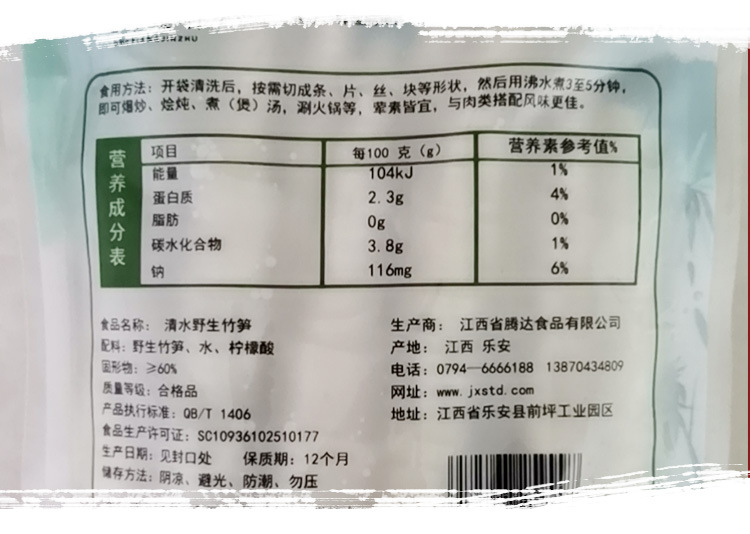 食用方法：开袋清洗后，按需切成条、片、丝、块等形状，然后用沸水煮3至5分钟，
即可爆炒、烩炖、煮（煲）汤，涮火锅等，荤素皆宜，与肉类搭配风味更佳。
营养成分表
项目 每100 克（g） 营养素参考值%
能量 104kJ 1%
蛋白质 2.3g 4%
脂肪 0g 0%
碳水化合物 3.8g 1%
钠 116mg 6%
食品名称： 清水野生竹笋
配料：野生竹笋、水、柠檬酸
固形物：≥60%
质量等级：合格品
产品执行标准：QB/T 1406
食品生产许可证：SC10936102510177
生产日期：见封口处 保质期：12个月
储存方法：阴凉、避光、防潮、勿压
生产商： 江西省腾达食品有限公司
产地： 江西 乐安
电话：0794—6666188 13870434809
网址：www.jxstd.com
地址：江西省乐安县前坪工业园区